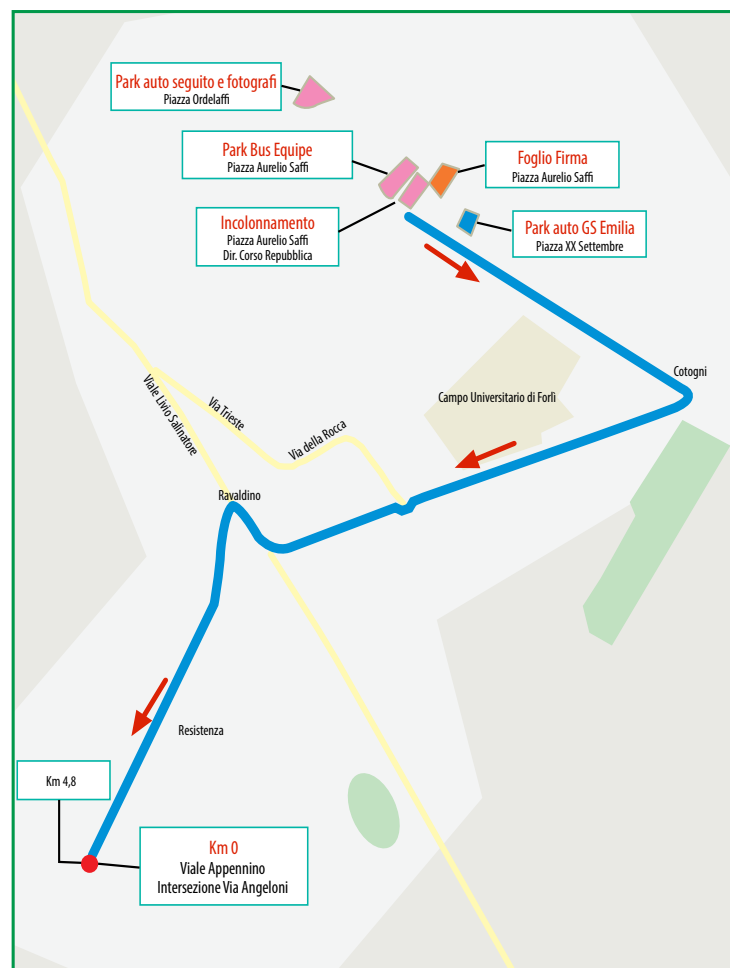 Park auto seguito e fotografi
Piazza Ordelaffi
Park Bus Equipe
Piazza Aurelio Saffi
Foglio Firma
Piazza Aurelio Saffi
Incolonnamento
Piazza Aurelio Saffi
Dir. Corso Repubblica
Park auto GS Emilia
Piazza XX Settembre
Cotogni
Campo Universitario di Forlì
Viale Livio Salinatore
Via Trieste
Via della Rocca
Ravaldino
Resistenza
Km 4,8
Km 0
Viale Appennino
Intersezione Via Angeloni